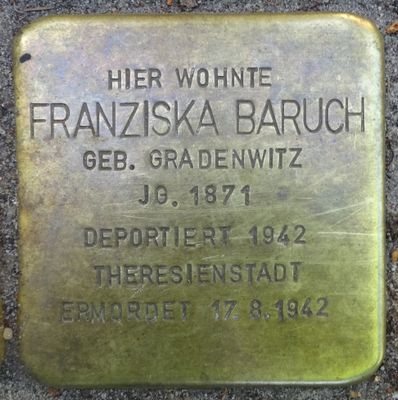 HIER WOHNTE
FRANZISKA BARUCH
GEB. GRADENWITZ
JG. 1871
DEPORTIERT 1942
THERESIENSTADT
ERMORDET 17.8.1942